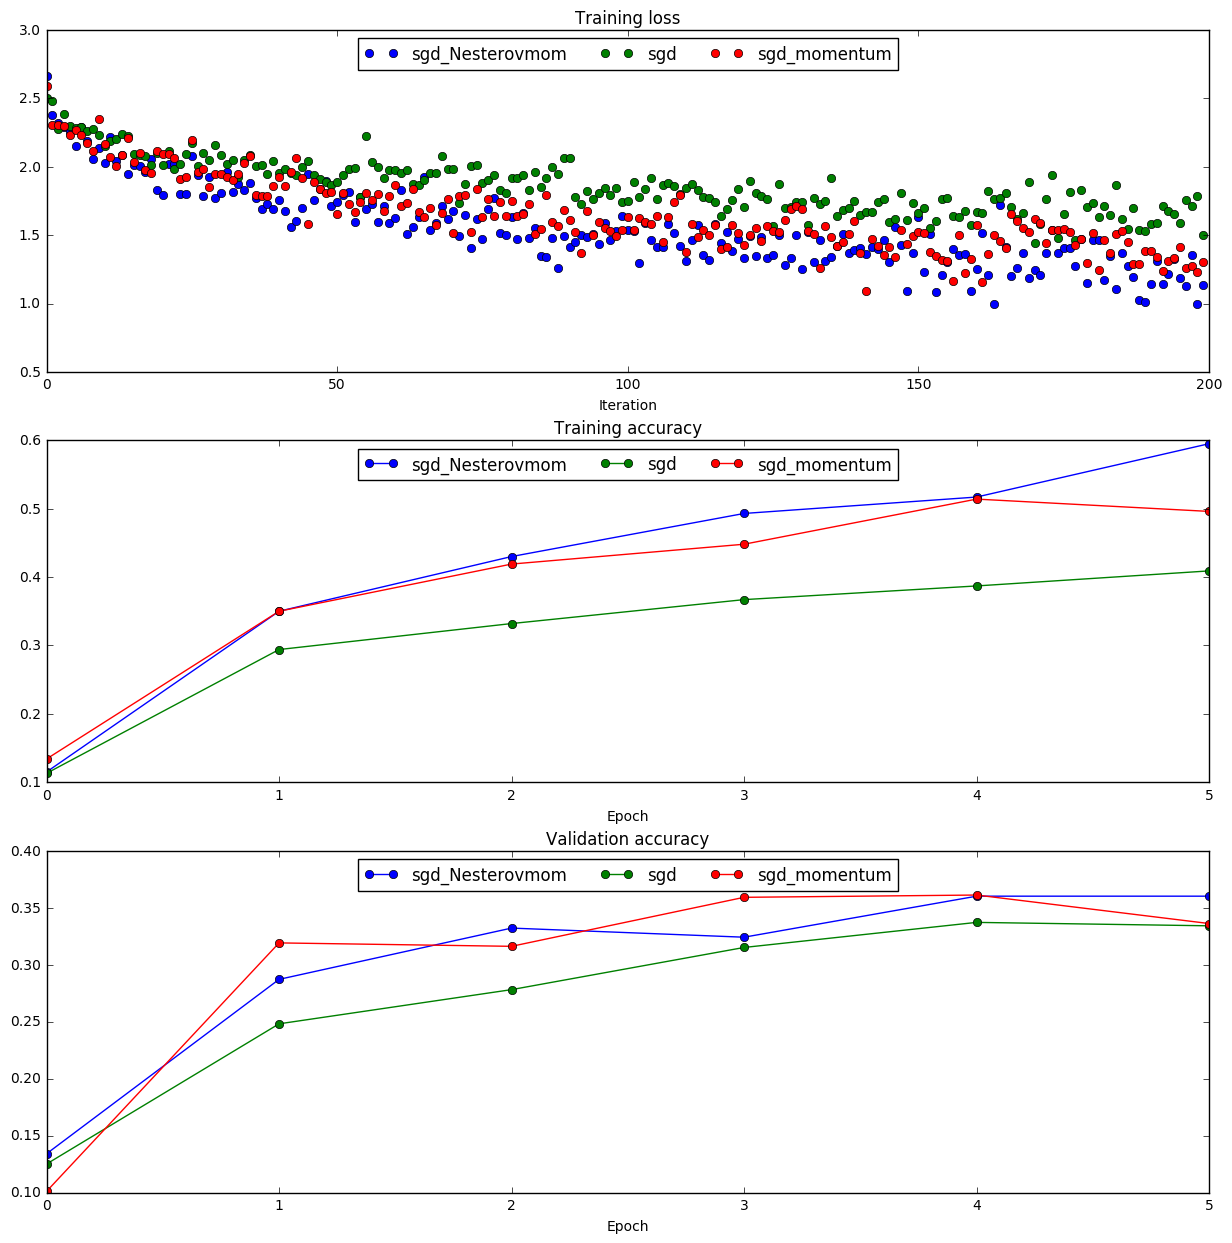 Training loss
sgd_Nesterovmom sgd sgd_momentum
3.0
2.5
2.0
1.5
1.0
0.5
0 50 100 150 200
Iteration
Training accuracy
sgd_Nesterovmom sgd sgd_momentum
0.6
0.5
0.4
0.3
0.2
0.1
0 1 2 3 4 5
Epoch
Validation accuracy
sgd_Nesterovmom sgd sgd_momentum
0.40
0.35
0.30
0.25
0.20
0.15
0.10
0 1 2 3 4 5
Epoch